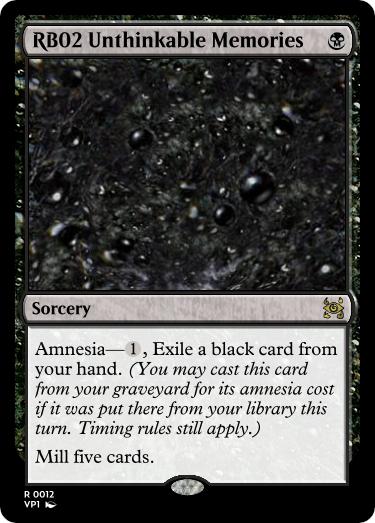 RB02 Unthinkable Memories
Sorcery
Amnesia—1, Exile a black card from
your hand. (You may cast this card
from your graveyard for its amnesia cost
if it was put there from your library this
turn. Timing rules still apply.)
Mill five cards.
R 0012
VP1